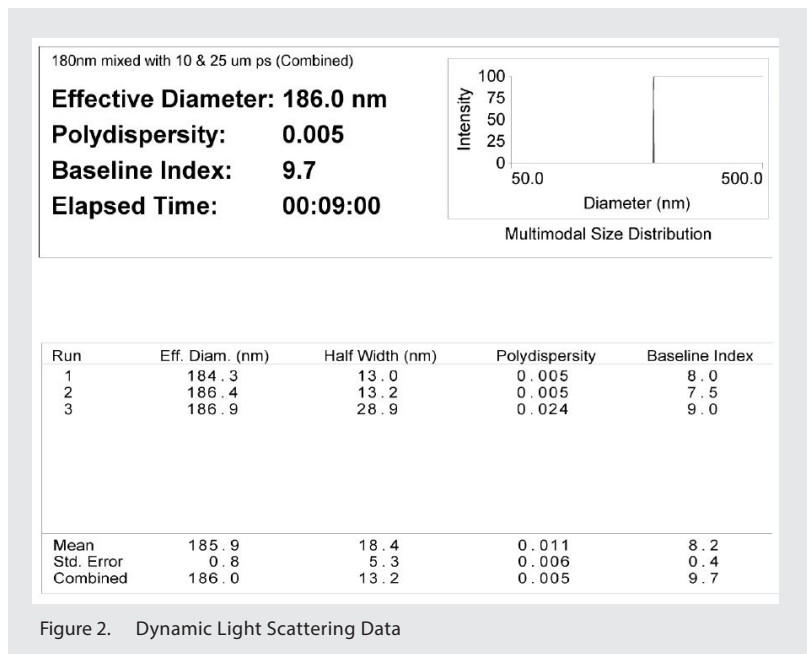 180nm mixed with 10 & 25 um ps (Combined)
Effective Diameter: 186.0 nm
Polydispersity: 0.005
Baseline Index: 9.7
Elapsed Time: 00:09:00
Intensity
100
75
50
25
0
50.0 500.0
Diameter (nm)
Multimodal Size Distribution
Run Eff. Diam. (nm) Half Width (nm) Polydispersity Baseline Index
1 184.3 13.0 0.005 8.0
2 186.4 13.2 0.005 7.5
3 186.9 28.9 0.024 9.0
Mean 185.9 18.4 0.011 8.2
Std. Error 0.8 5.3 0.006 0.4
Combined 186.0 13.2 0.005 9.7
Figure 2. Dynamic Light Scattering Data